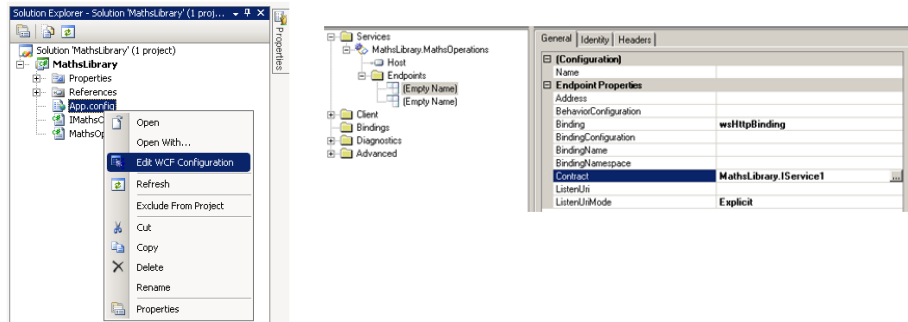 Solution Explorer - Solution 'MathsLibrary' (1 proj...
Properties
Solution 'MathsLibrary' (1 project)
MathsLibrary
Properties
References
App.config
IMathsO
MathsOp
Open
Open With...
Edit WCF Configuration
Refresh
Exclude From Project
Cut
Copy
Delete
Rename
Properties
Services
MathsLibrary.MathsOperations
Host
Endpoints
(Empty Name)
(Empty Name)
Client
Bindings
Diagnostics
Advanced
General Identity Headers
(Configuration)
Name
Endpoint Properties
Address
BehaviorConfiguration
Binding wsHttpBinding
BindingConfiguration
BindingName
BindingNamespace
Contract MathsLibrary.IService1 ...
ListenUri
ListenUriMode Explicit